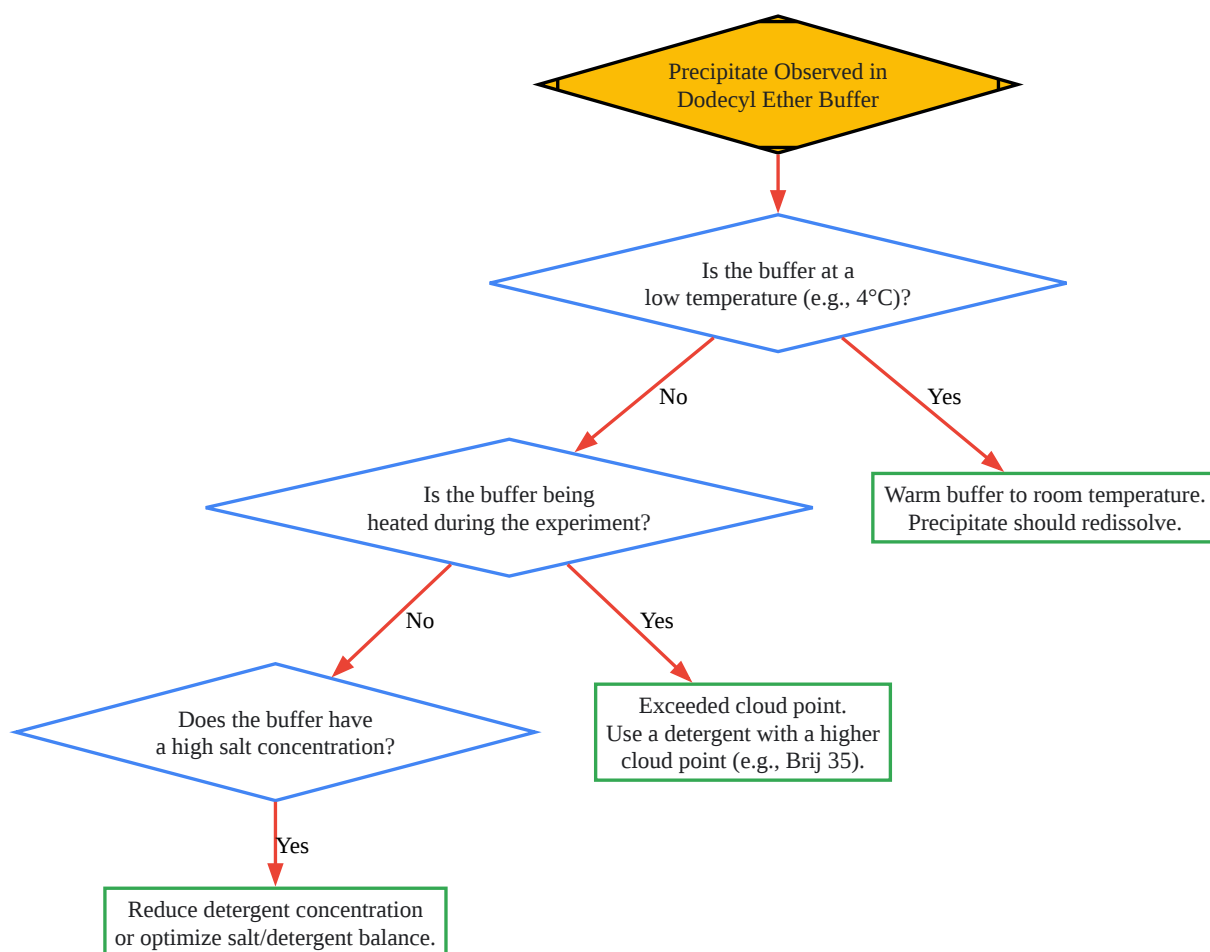 Precipitate Observed in
Dodecyl Ether Buffer
Is the buffer at a
low temperature (e.g., 4°C)?
No
Yes
Is the buffer being
heated during the experiment?
Warm buffer to room temperature.
Precipitate should redissolve.
No
Yes
Does the buffer have
a high salt concentration?
Exceeded cloud point.
Use a detergent with a higher
cloud point (e.g., Brij 35).
Yes
Reduce detergent concentration
or optimize salt/detergent balance.